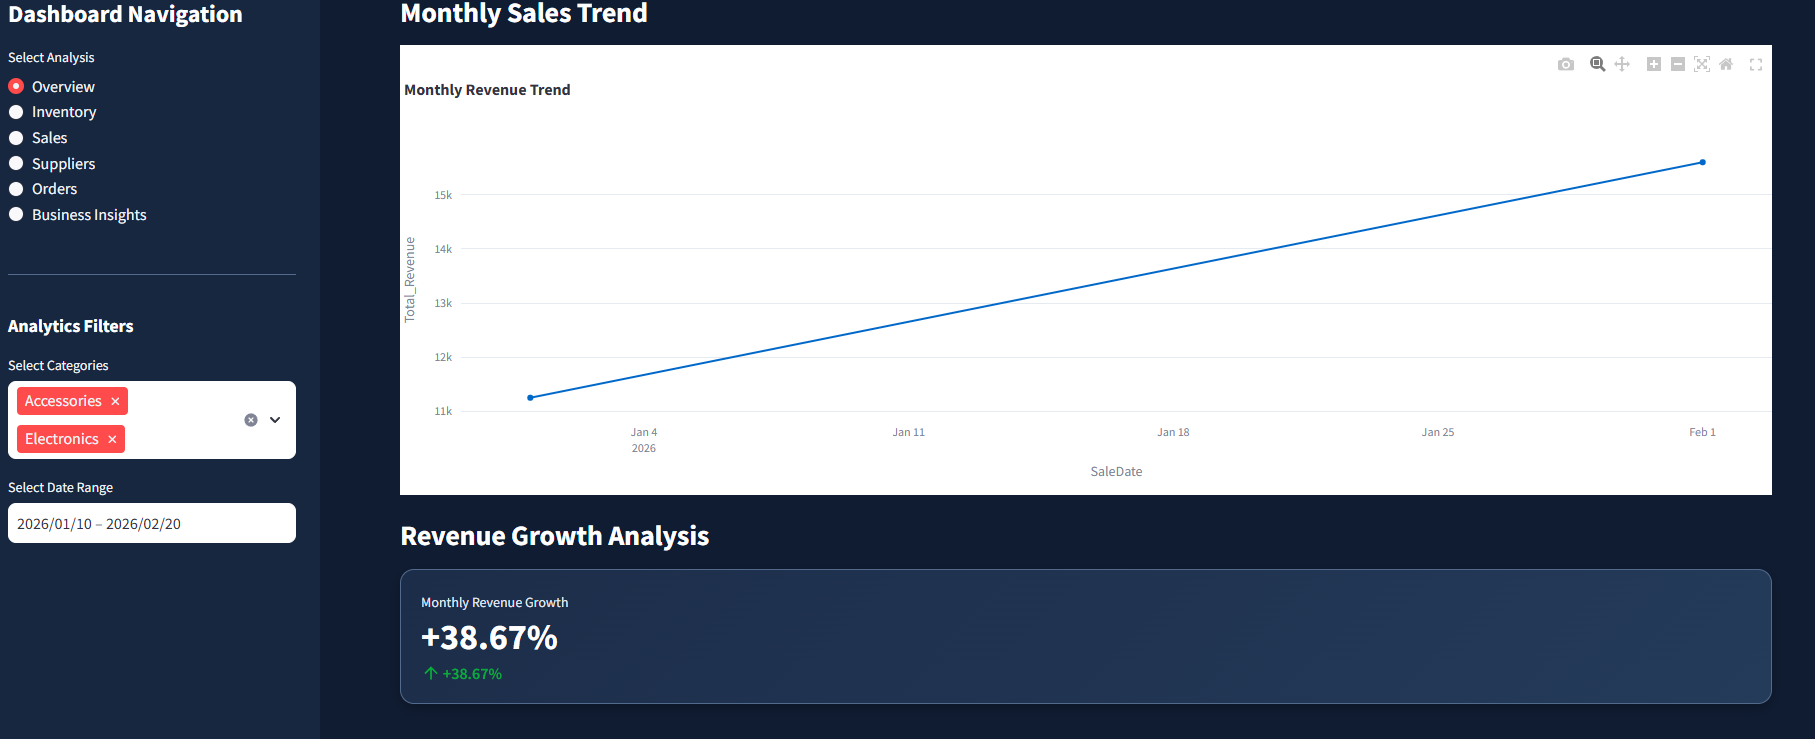 Dashboard Navigation
Select Analysis
Overview
Inventory
Sales
Suppliers
Orders
Business Insights
Analytics Filters
Select Categories
Accessories ×
Electronics ×
Select Date Range
2026/01/10 – 2026/02/20
Monthly Sales Trend
Monthly Revenue Trend
15k
14k
13k
12k
11k
Total_Revenue
Jan 4
2026
Jan 11
Jan 18
Jan 25
Feb 1
SaleDate
Revenue Growth Analysis
Monthly Revenue Growth
+38.67%
↑ +38.67%